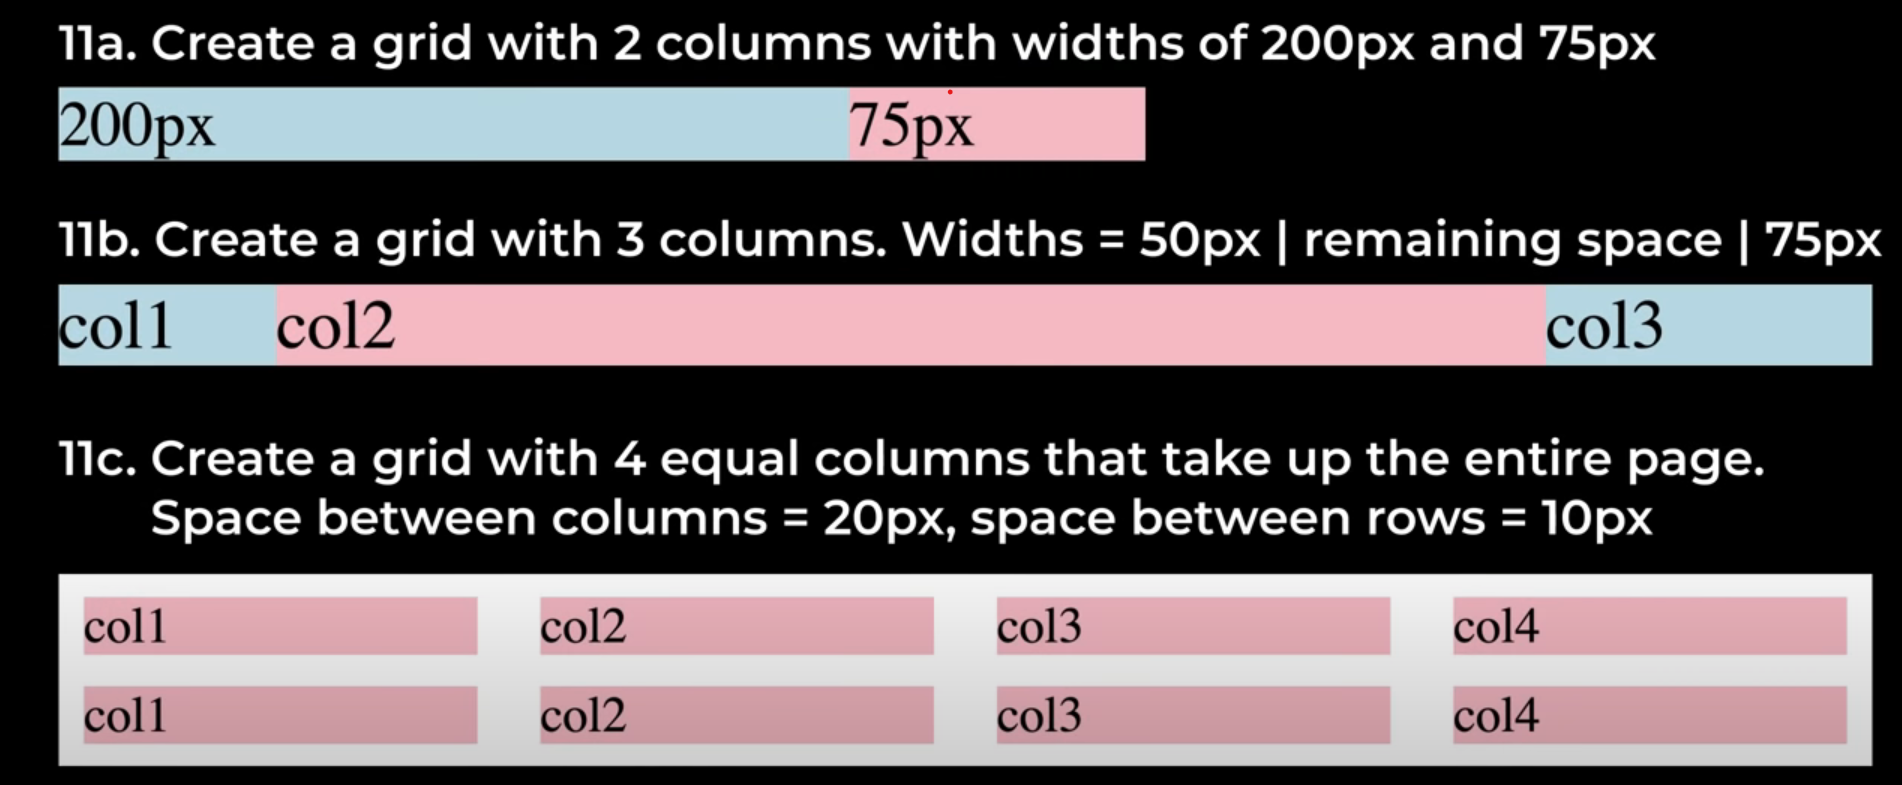 11a. Create a grid with 2 columns with widths of 200px and 75px
200px 75px
11b. Create a grid with 3 columns. Widths = 50px | remaining space | 75px
col1 col2 col3
11c. Create a grid with 4 equal columns that take up the entire page.
Space between columns = 20px, space between rows = 10px
col1 col2 col3 col4
col1 col2 col3 col4